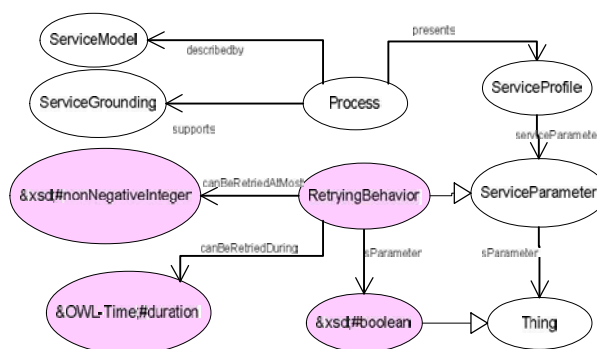 ServiceModel
describedby
presents
ServiceGrounding
supports
Process
ServiceProfile
serviceParameter
&xsd;#nonNegativeInteger
canBeRetriedAtMost
RetryingBehavior
ServiceParameter
canBeRetriedDuring
sParameter
sParameter
&OWL-Time;#duration
&xsd;#boolean
Thing